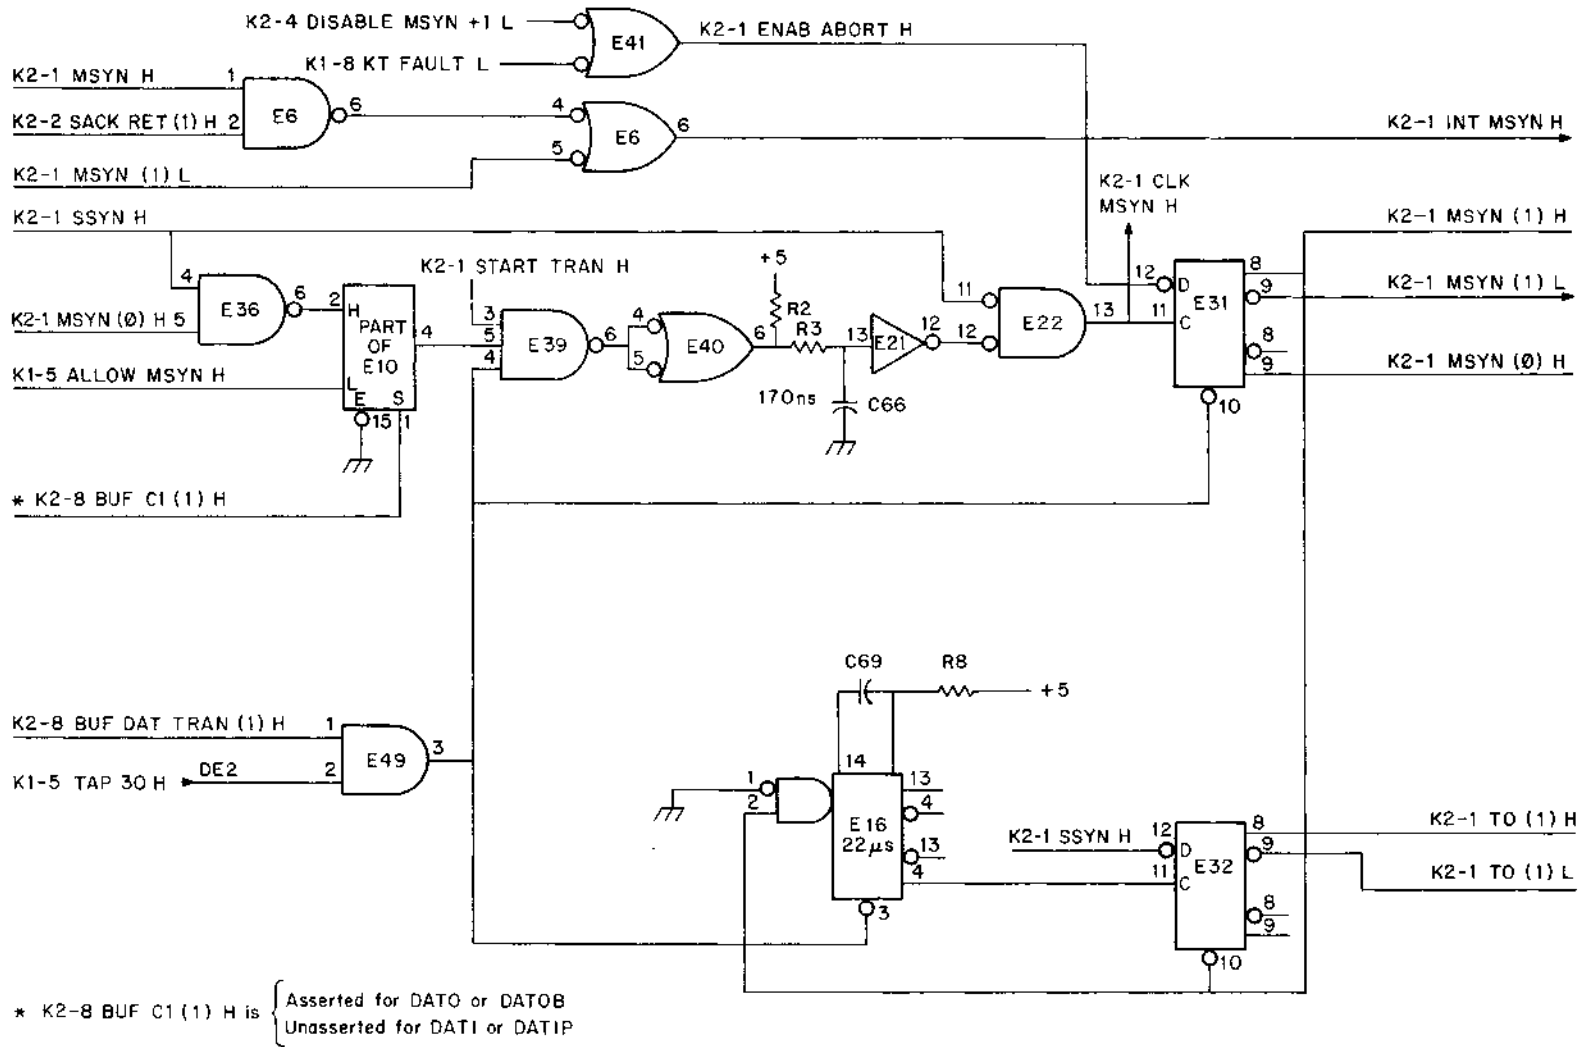 K2-4 DISABLE MSYN +1 L
E41
K2-1 ENAB ABORT H
K1-8 KT FAULT L
K2-1 MSYN H
1
E6
6
K2-2 SACK RET (1) H
2
4
E6
6
K2-1 INT MSYN H
5
K2-1 MSYN (1) L
K2-1 CLK
MSYN H
K2-1 SSYN H
K2-1 MSYN (1) H
K2-1 START TRAN H
+5
4
E36
6
2
H
PART
OF
E10
4
3
5
4
E39
6
4
5
E40
6
R2
R3
13
E21
12
11
12
E22
13
11
12
D
C
E31
8
9
8
9
10
K2-1 MSYN (1) L
K2-1 MSYN (0) H
K2-1 MSYN (0) H
5
K1-5 ALLOW MSYN H
L
E
S
15
1
170ns
C66
* K2-8 BUF C1 (1) H
C69
R8
+5
K2-8 BUF DAT TRAN (1) H
1
E49
3
K1-5 TAP 30 H
DE2
2
14
1
2
E16
22µs
13
4
13
4
3
K2-1 SSYN H
12
D
11
C
E32
8
9
8
9
10
K2-1 TO (1) H
K2-1 TO (1) L
* K2-8 BUF C1 (1) H is
Asserted for DATO or DATOB
Unasserted for DATI or DATIP